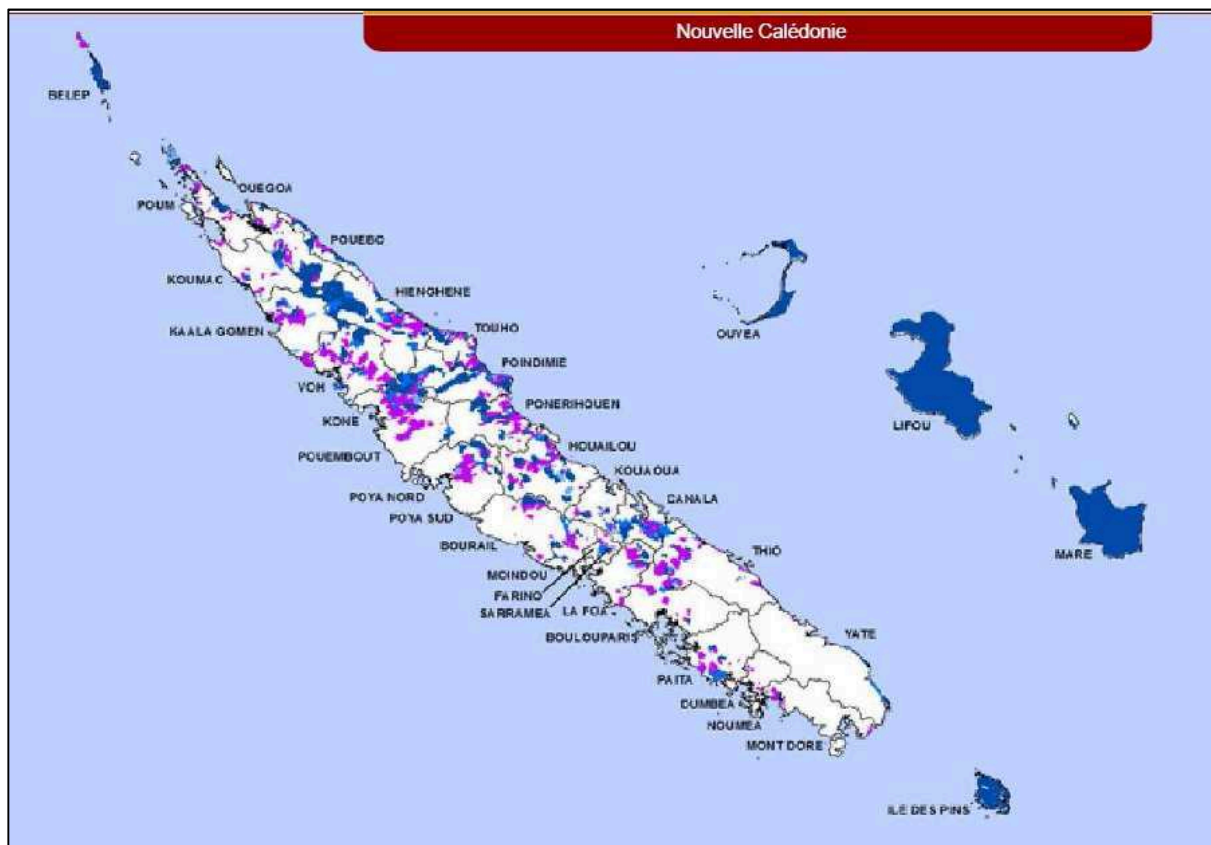 Nouvelle Calédonie
BELEP
OUEGOA
POUM
POUEBO
KOUMAC
HIENGHENE
KAALA GOMEN
TOUHO
OUVEA
POINDIMIE
VOH
PONERIHOUEN
KONE
LIFOU
HOUAILOU
POUEMBOUT
KOUAOUA
POYA NORD
CANALA
POYA SUD
BOURAIL
THIO
MARE
MOINDOU
FARINO
SARRAMEA
LA FOA
BOULOUPARIS
YATE
PAITA
DUMBEA
NOUMEA
MONT DORE
ILE DES PINS